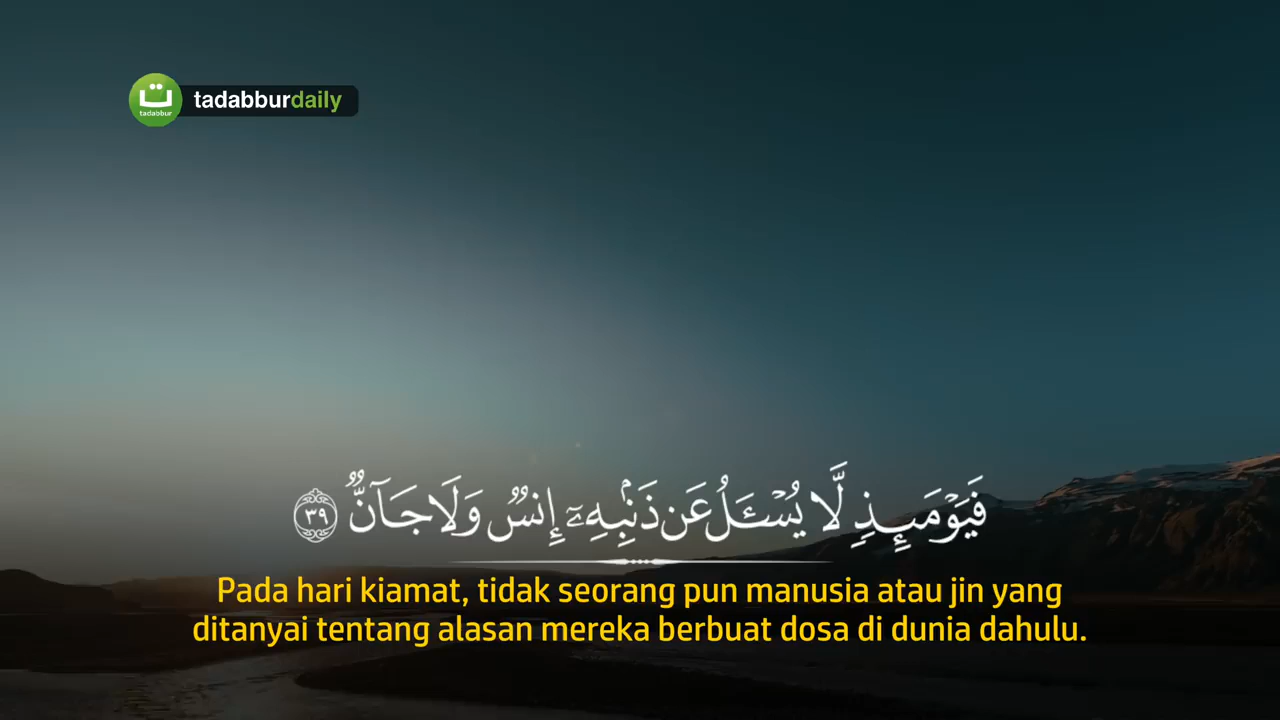 ت
tadabbur
tadabburdaily
فَيَوْمَئِذٍ لَّا يُسْـَٔلُ عَن ذَنۢبِهِۦٓ إِنسٌ وَلَا جَآنٌّ ٣٩
Pada hari kiamat, tidak seorang pun manusia atau jin yang
ditanyai tentang alasan mereka berbuat dosa di dunia dahulu.